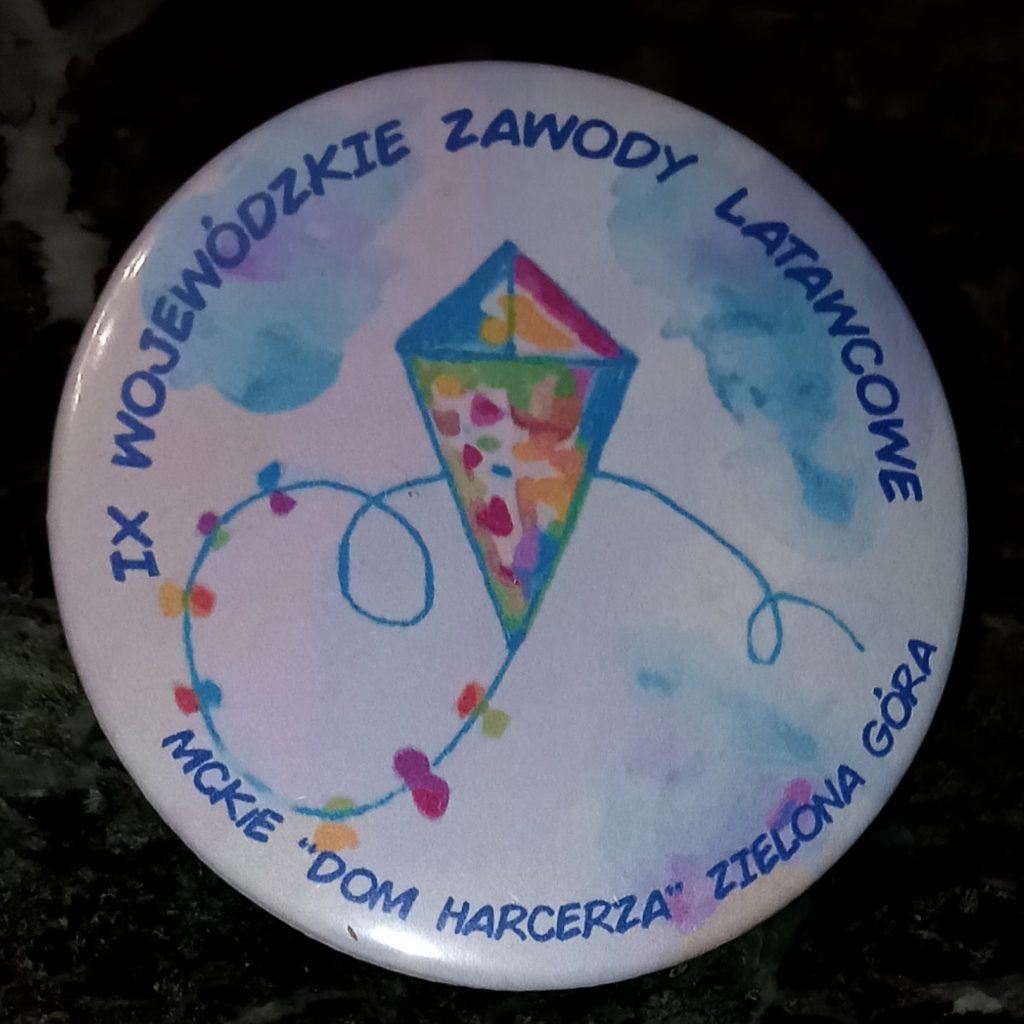 IX WOJEWÓDZKIE ZAWODY LATAWCOWE
MCKIE "DOM HARCERZA" ZIELONA GÓRA